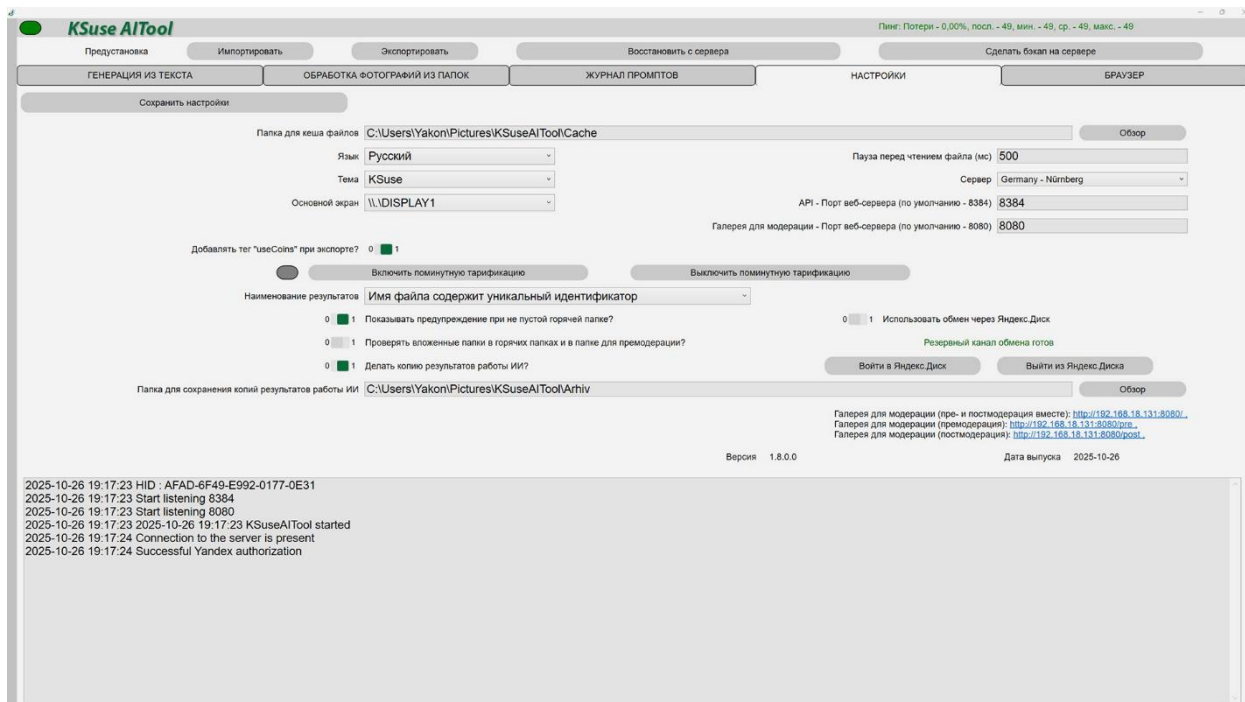 KSuse AITool
Пинг: Потери - 0,00%, посл. - 49, мин. - 49, ср. - 49, макс. - 49
Предустановка Импортировать Экспортировать Восстановить с сервера Сделать бэкап на сервере
ГЕНЕРАЦИЯ ИЗ ТЕКСТА ОБРАБОТКА ФОТОГРАФИЙ ИЗ ПАПОК ЖУРНАЛ ПРОМПТОВ НАСТРОЙКИ БРАУЗЕР
Сохранить настройки
Папка для кеша файлов C:\Users\Yakon\Pictures\KSuseAITool\Cache Обзор
Язык Русский Пауза перед чтением файла (мс) 500
Тема KSuse Сервер Germany - Nürnberg
Основной экран \\.\DISPLAY1 API - Порт веб-сервера (по умолчанию - 8384) 8384
Галерея для модерации - Порт веб-сервера (по умолчанию - 8080) 8080
Добавлять тег "useCoins" при экспорте? 0 1
Включить поминутную тарификацию Выключить поминутную тарификацию
Наименование результатов Имя файла содержит уникальный идентификатор
0 1 Показывать предупреждение при не пустой горячей папке? 0 1 Использовать обмен через Яндекс.Диск
0 1 Проверять вложенные папки в горячих папках и в папке для премодерации? Резервный канал обмена готов
0 1 Делать копию результатов работы ИИ? Войти в Яндекс.Диск Выйти из Яндекс.Диска
Папка для сохранения копий результатов работы ИИ C:\Users\Yakon\Pictures\KSuseAITool\Arhiv Обзор
Галерея для модерации (пре- и постмодерация вместе): http://192.168.18.131:8080/ .
Галерея для модерации (премодерация): http://192.168.18.131:8080/pre .
Галерея для модерации (постмодерация): http://192.168.18.131:8080/post .
Версия 1.8.0.0 Дата выпуска 2025-10-26
2025-10-26 19:17:23 HID : AFAD-6F49-E992-0177-0E31
2025-10-26 19:17:23 Start listening 8384
2025-10-26 19:17:23 Start listening 8080
2025-10-26 19:17:23 2025-10-26 19:17:23 KSuseAITool started
2025-10-26 19:17:24 Connection to the server is present
2025-10-26 19:17:24 Successful Yandex authorization